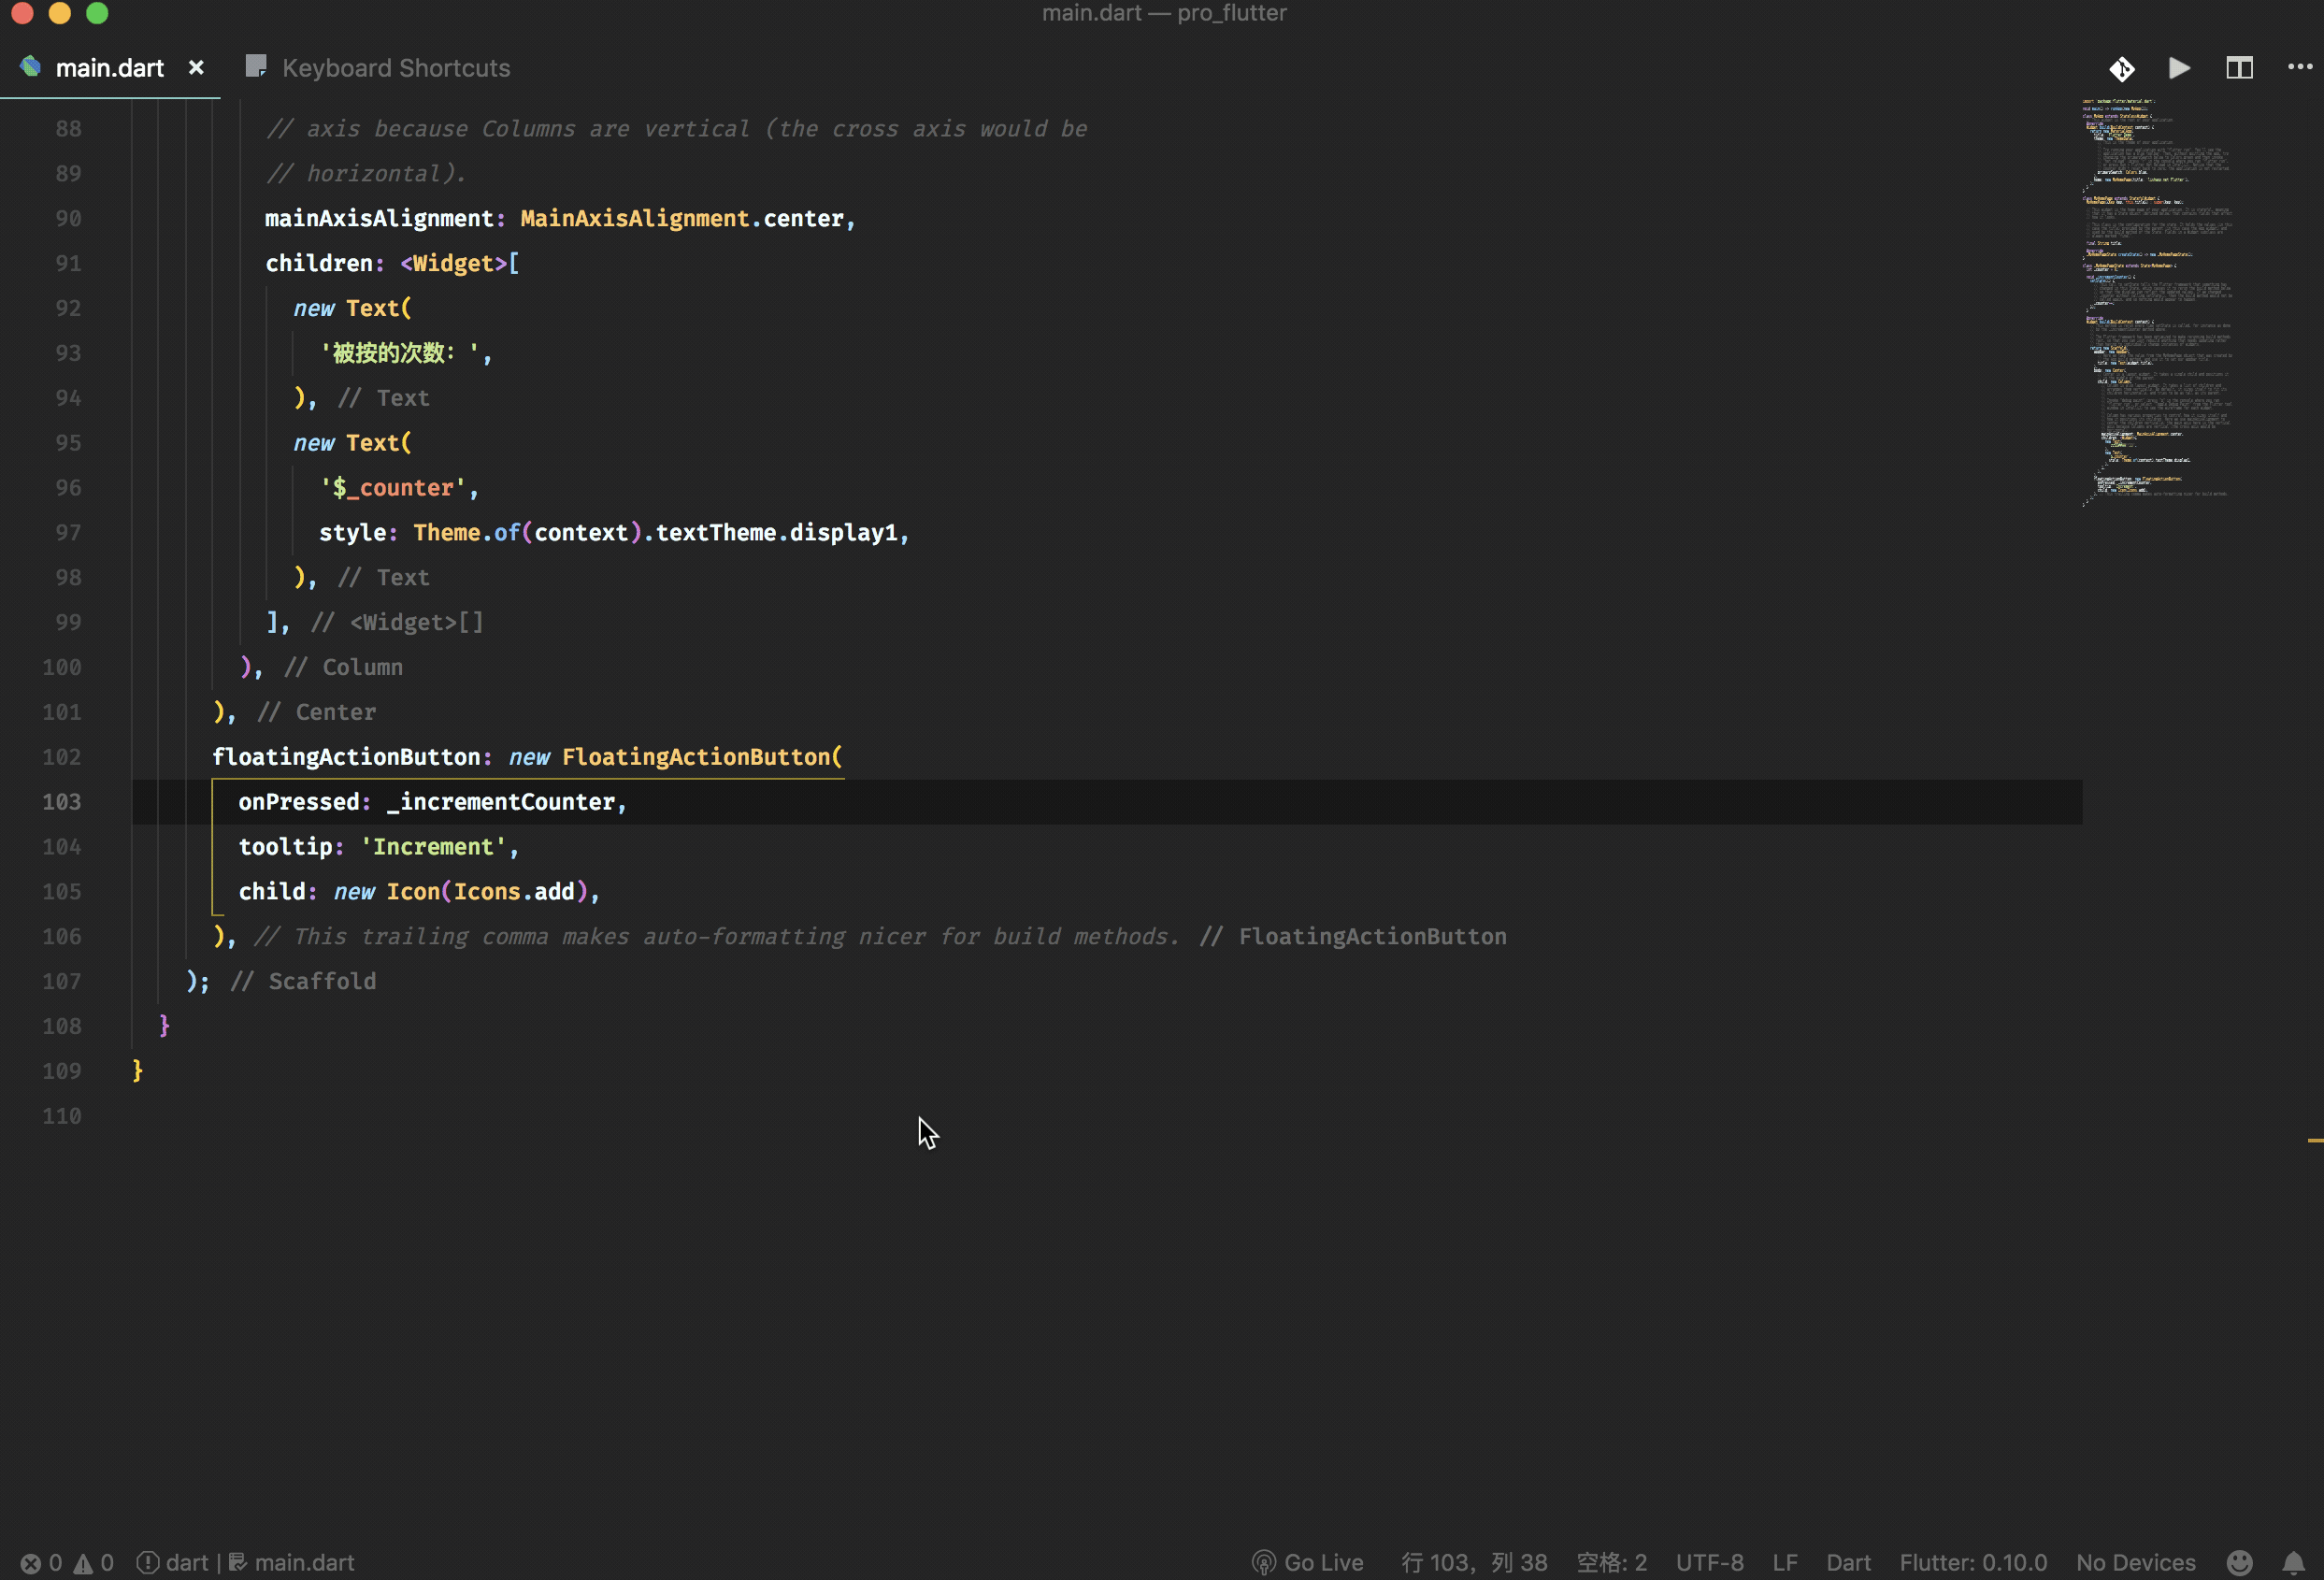 main.dart — pro_flutter
main.dart
Keyboard Shortcuts
88 // axis because Columns are vertical (the cross axis would be
89 // horizontal).
90 mainAxisAlignment: MainAxisAlignment.center,
91 children: <Widget>[
92 new Text(
93 '被按的次数: ',
94 ), // Text
95 new Text(
96 '$_counter',
97 style: Theme.of(context).textTheme.display1,
98 ), // Text
99 ], // <Widget>[]
100 ), // Column
101 ), // Center
102 floatingActionButton: new FloatingActionButton(
103 onPressed: _incrementCounter,
104 tooltip: 'Increment',
105 child: new Icon(Icons.add),
106 ), // This trailing comma makes auto-formatting nicer for build methods. // FloatingActionButton
107 ); // Scaffold
108 }
109 }
110
0 0 dart | main.dart Go Live 行 103，列 38 空格: 2 UTF-8 LF Dart Flutter: 0.10.0 No Devices